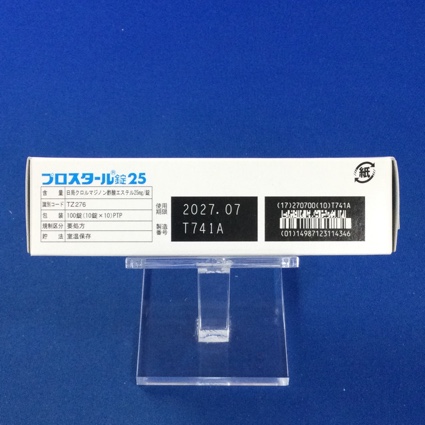 プロスタール®錠25
含 量 日局クロルマジノン酢酸エステル25mg/錠
識別コード TZ276
包 装 100錠(10錠×10)PTP
規制区分 要処方
貯 法 室温保存
使用期限 2027.07
製造番号 T741A
(17)270700(10)T741A
(01)14987123114346
紙